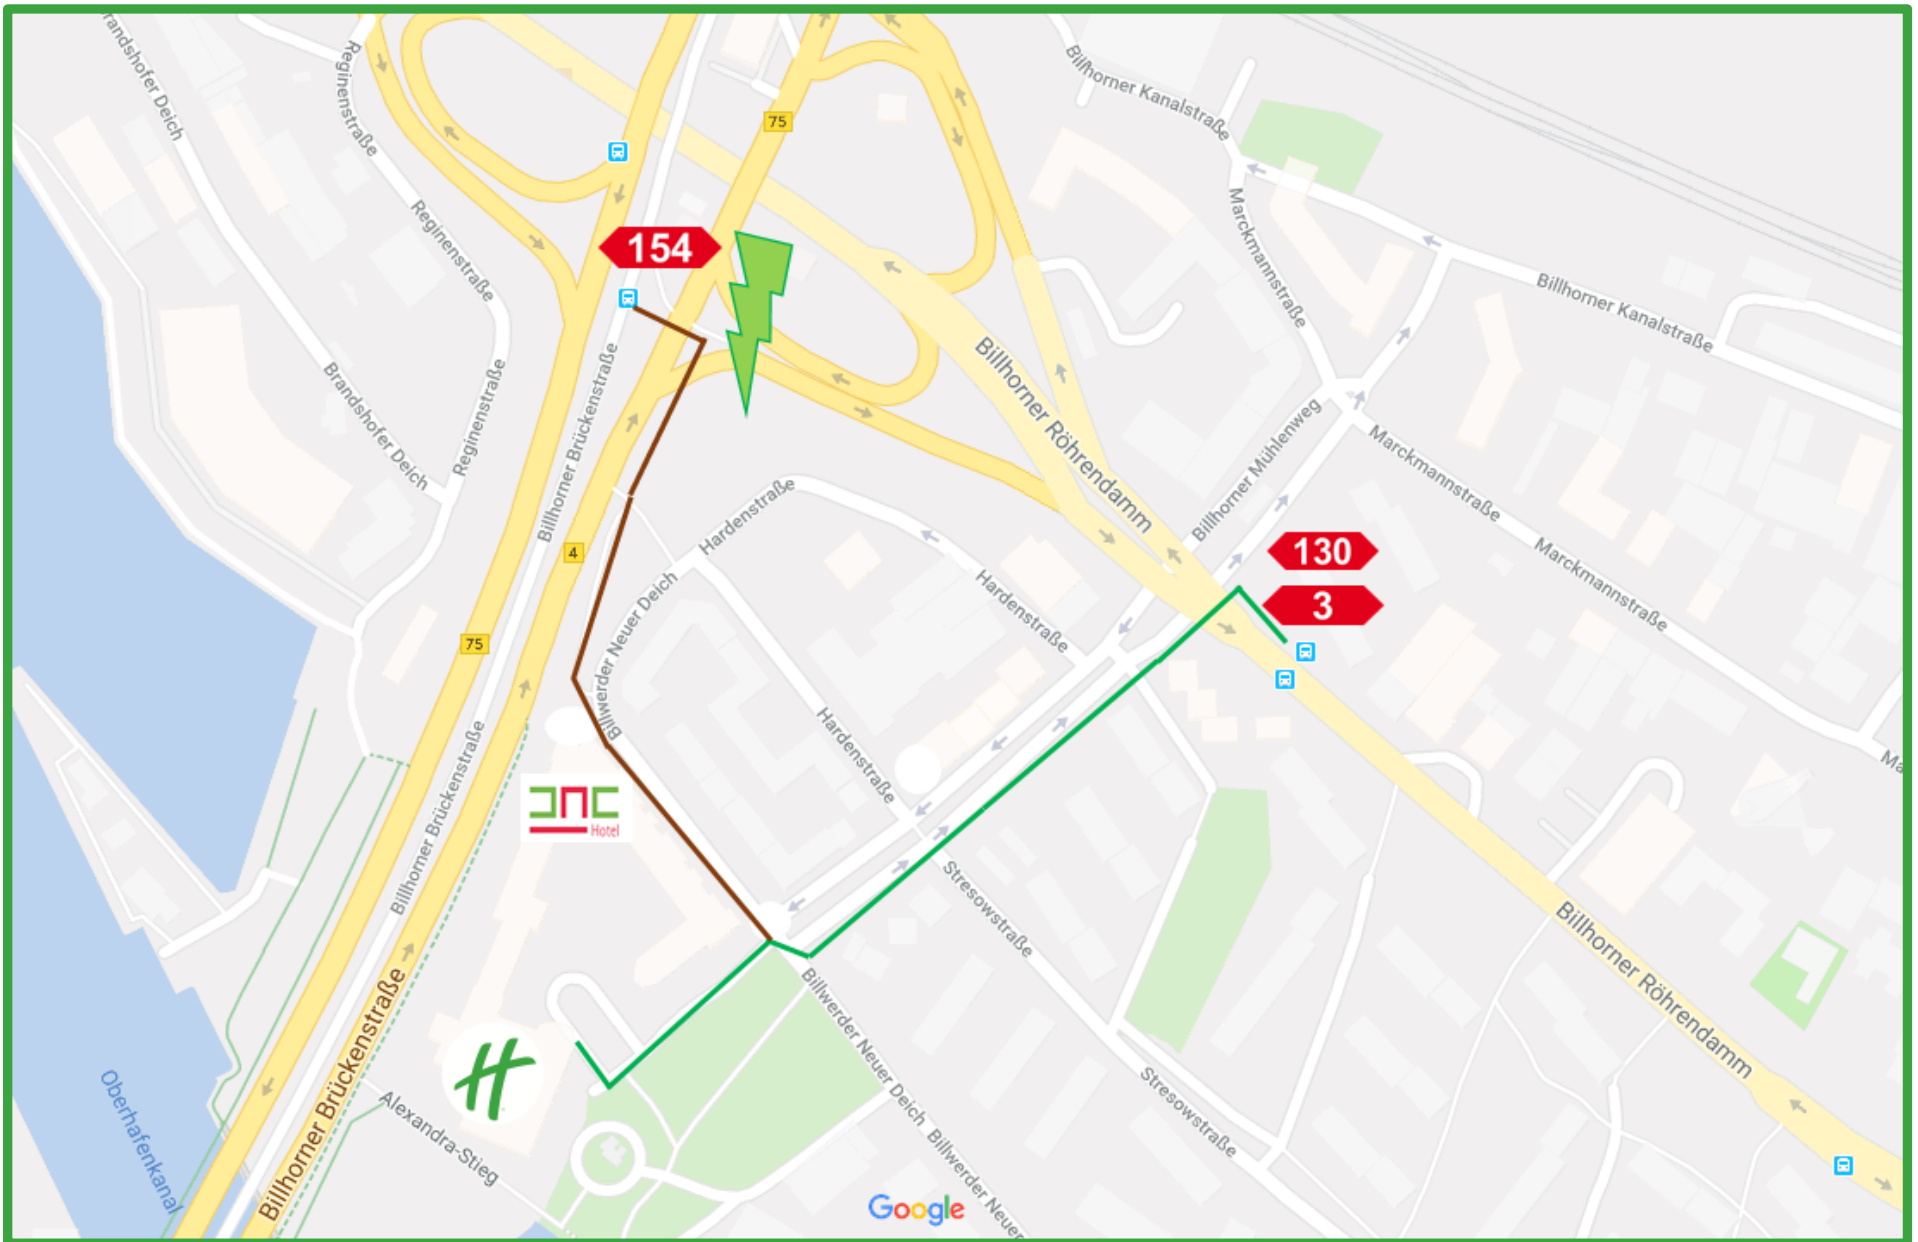 Brandshofer Deich
Reginenstraße
75
Billhorner Kanalstraße
Reginenstraße
Marckmannstraße
154
Billhorner Kanalstraße
Billhorner Brückenstraße
Billhorner Röhrendamm
Brandshofer Deich
Reginenstraße
Billhorner Mühlenweg
Marckmannstraße
Hardenstraße
4
130
Marckmannstraße
3
Hardenstraße
Billwerder Neuer Deich
75
Hardenstraße
Billhorner Brückenstraße
Hotel
Stresowstraße
Billhorner Röhrendamm
Billwerder Neuer Deich
Billhorner Brückenstraße
H
Oberhafenkanal
Alexandra-Stieg
Stresowstraße
Billwerder Neuer
Google